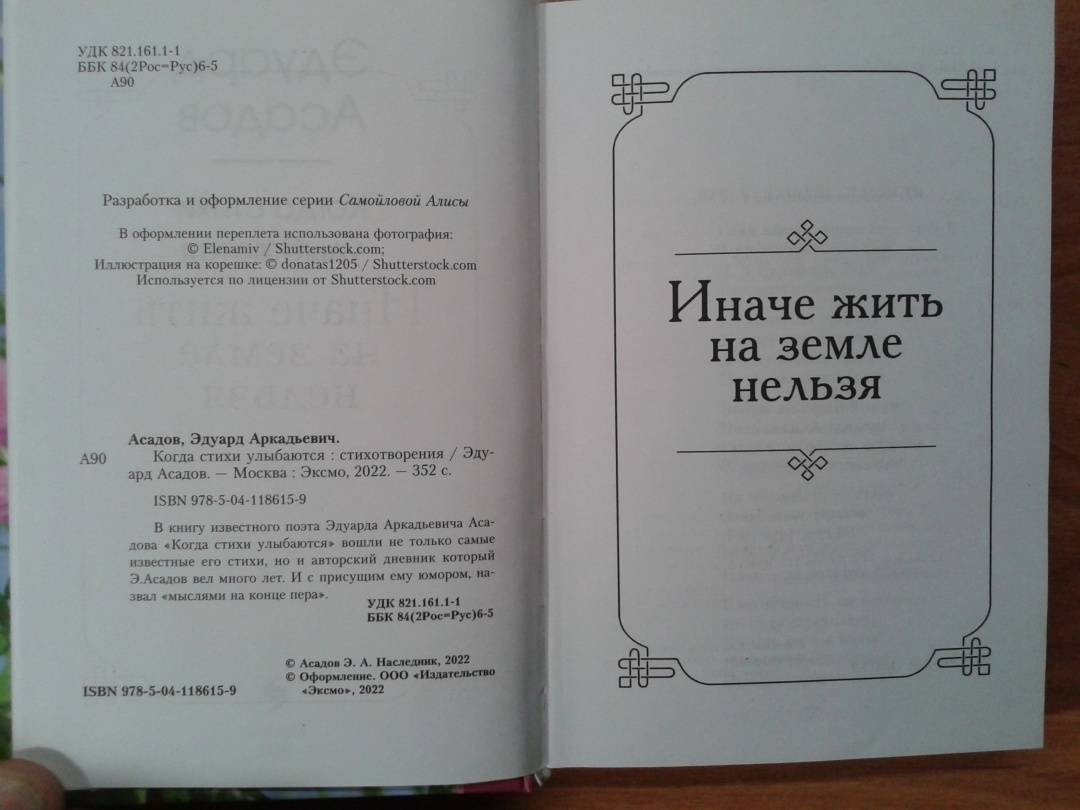 УДК 821.161.1-1
ББК 84(2Рос=Рус)6-5
А90
Разработка и оформление серии Самойловой Алисы
В оформлении переплета использована фотография:
© Elenamiv / Shutterstock.com;
Иллюстрация на корешке: © donatas1205 / Shutterstock.com
Используется по лицензии от Shutterstock.com
Асадов, Эдуард Аркадьевич.
А90
Когда стихи улыбаются : стихотворения / Эду-
ард Асадов. — Москва : Эксмо, 2022. — 352 с.
ISBN 978-5-04-118615-9
В книгу известного поэта Эдуарда Аркадьевича Аса-
дова «Когда стихи улыбаются» вошли не только самые
известные его стихи, но и авторский дневник который
Э.Асадов вел много лет. И с присущим ему юмором, на-
звал «мыслями на конце пера».
УДК 821.161.1-1
ББК 84(2Рос=Рус)6-5
© Асадов Э. А. Наследник, 2022
© Оформление. ООО «Издательство
«Эксмо», 2022
ISBN 978-5-04-118615-9
Иначе жить
на земле
нельзя